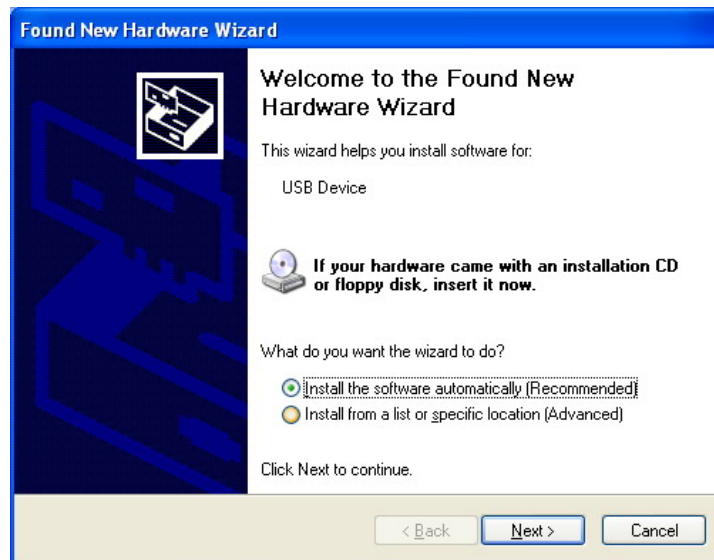 Found New Hardware Wizard
Welcome to the Found New
Hardware Wizard
This wizard helps you install software for:
USB Device
If your hardware came with an installation CD
or floppy disk, insert it now.
What do you want the wizard to do?
Install the software automatically (Recommended)
Install from a list or specific location (Advanced)
Click Next to continue.
< Back Next > Cancel